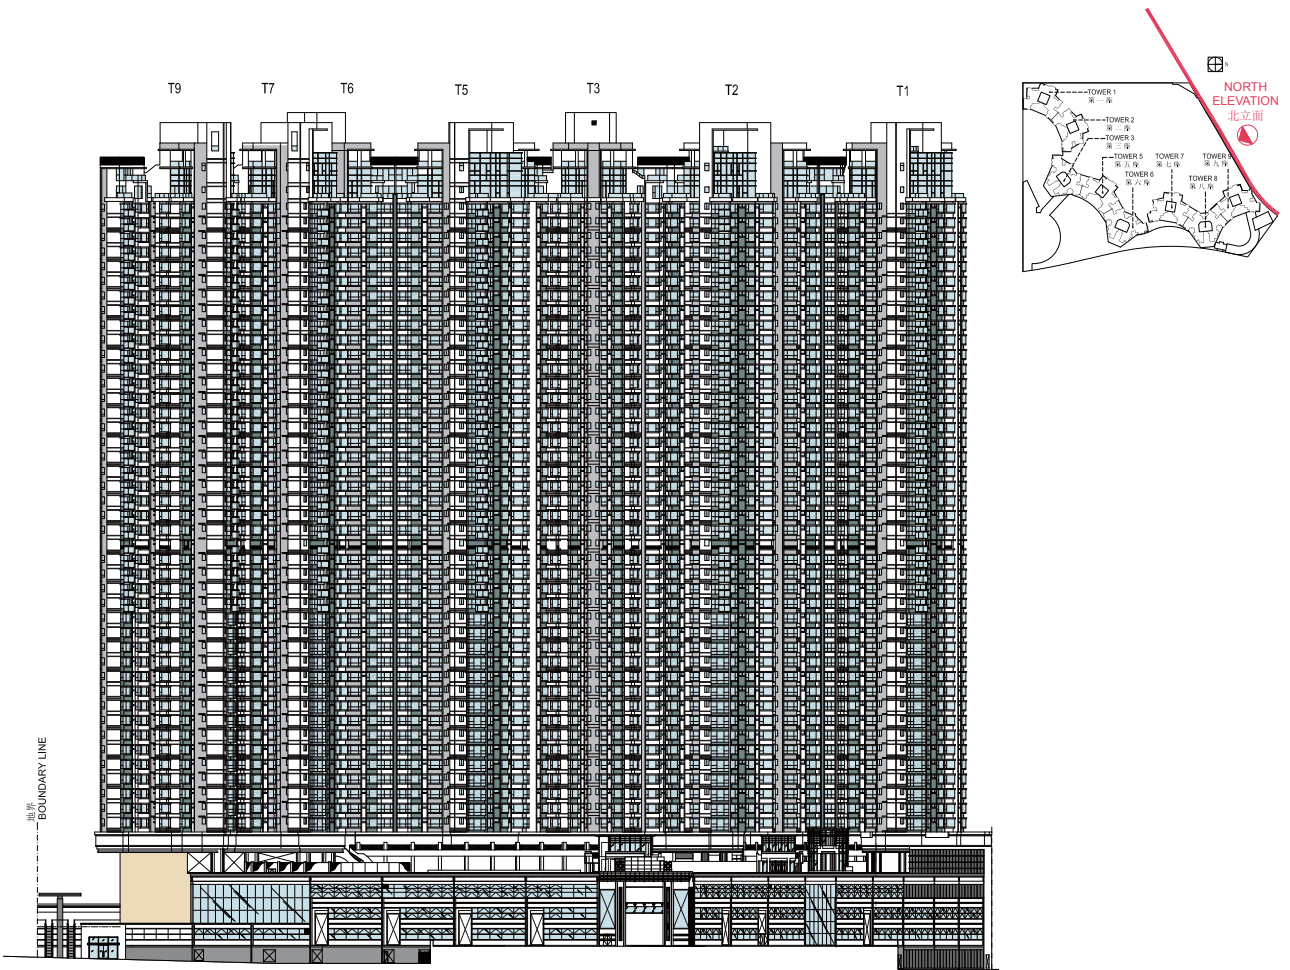 T9
T7
T6
T5
T3
T2
T1
N
NORTH
ELEVATION
北立面
TOWER 1
第一座
TOWER 2
第二座
TOWER 3
第三座
TOWER 5
第五座
TOWER 7
第七座
TOWER 9
第九座
TOWER 6
第六座
TOWER 8
第八座
地界
BOUNDARY LINE